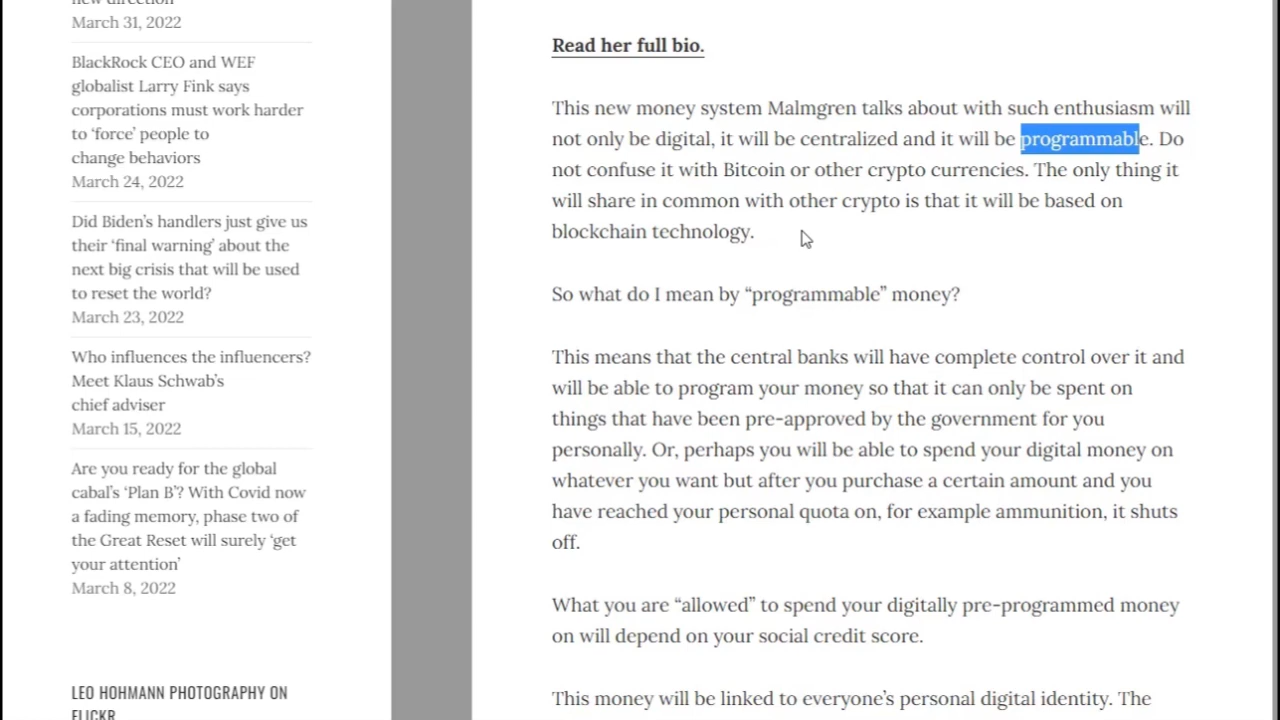 new direction
March 31, 2022
BlackRock CEO and WEF
globalist Larry Fink says
corporations must work harder
to ‘force’ people to
change behaviors
March 24, 2022
Did Biden’s handlers just give us
their ‘final warning’ about the
next big crisis that will be used
to reset the world?
March 23, 2022
Who influences the influencers?
Meet Klaus Schwab’s
chief adviser
March 15, 2022
Are you ready for the global
cabal’s ‘Plan B’? With Covid now
a fading memory, phase two of
the Great Reset will surely ‘get
your attention’
March 8, 2022
LEO HOHMANN PHOTOGRAPHY ON
FLICKR
Read her full bio.
This new money system Malmgren talks about with such enthusiasm will
not only be digital, it will be centralized and it will be programmable. Do
not confuse it with Bitcoin or other crypto currencies. The only thing it
will share in common with other crypto is that it will be based on
blockchain technology.
So what do I mean by “programmable” money?
This means that the central banks will have complete control over it and
will be able to program your money so that it can only be spent on
things that have been pre-approved by the government for you
personally. Or, perhaps you will be able to spend your digital money on
whatever you want but after you purchase a certain amount and you
have reached your personal quota on, for example ammunition, it shuts
off.
What you are “allowed” to spend your digitally pre-programmed money
on will depend on your social credit score.
This money will be linked to everyone’s personal digital identity. The